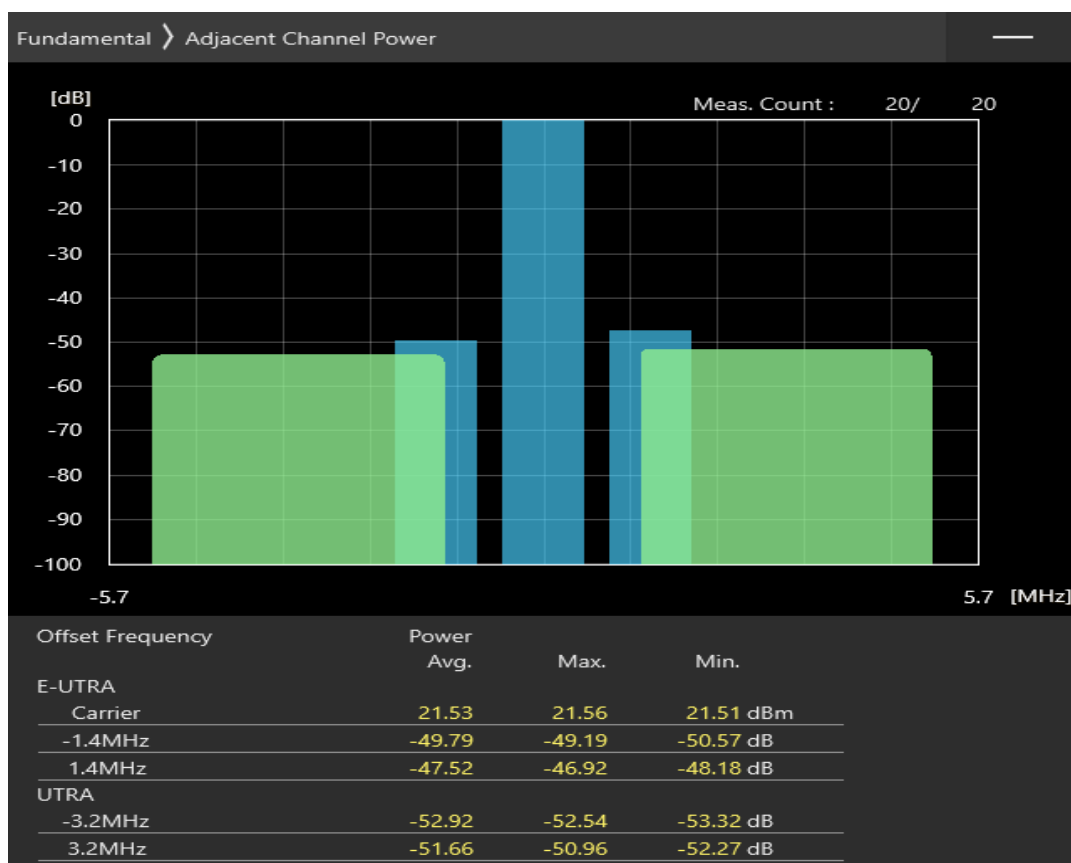 Fundamental ❯ Adjacent Channel Power
[dB]
Meas. Count : 20/ 20
0
-10
-20
-30
-40
-50
-60
-70
-80
-90
-100
-5.7 5.7 [MHz]
Offset Frequency Power
Avg. Max. Min.
E-UTRA
Carrier 21.53 21.56 21.51 dBm
-1.4MHz -49.79 -49.19 -50.57 dB
1.4MHz -47.52 -46.92 -48.18 dB
UTRA
-3.2MHz -52.92 -52.54 -53.32 dB
3.2MHz -51.66 -50.96 -52.27 dB